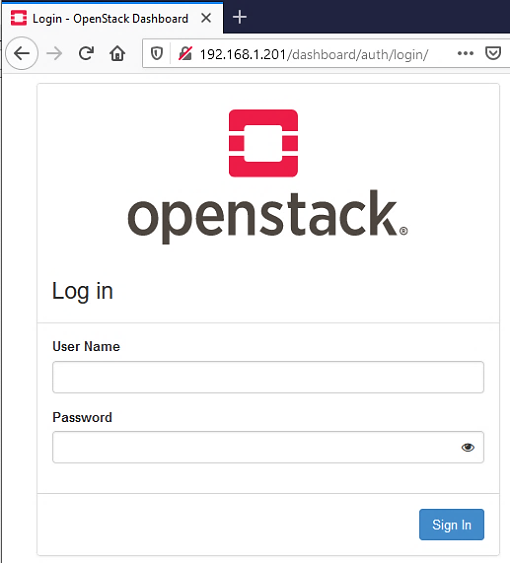 Login - OpenStack Dashboard
192.168.1.201/dashboard/auth/login/
openstack.®
Log in
User Name
Password
Sign In